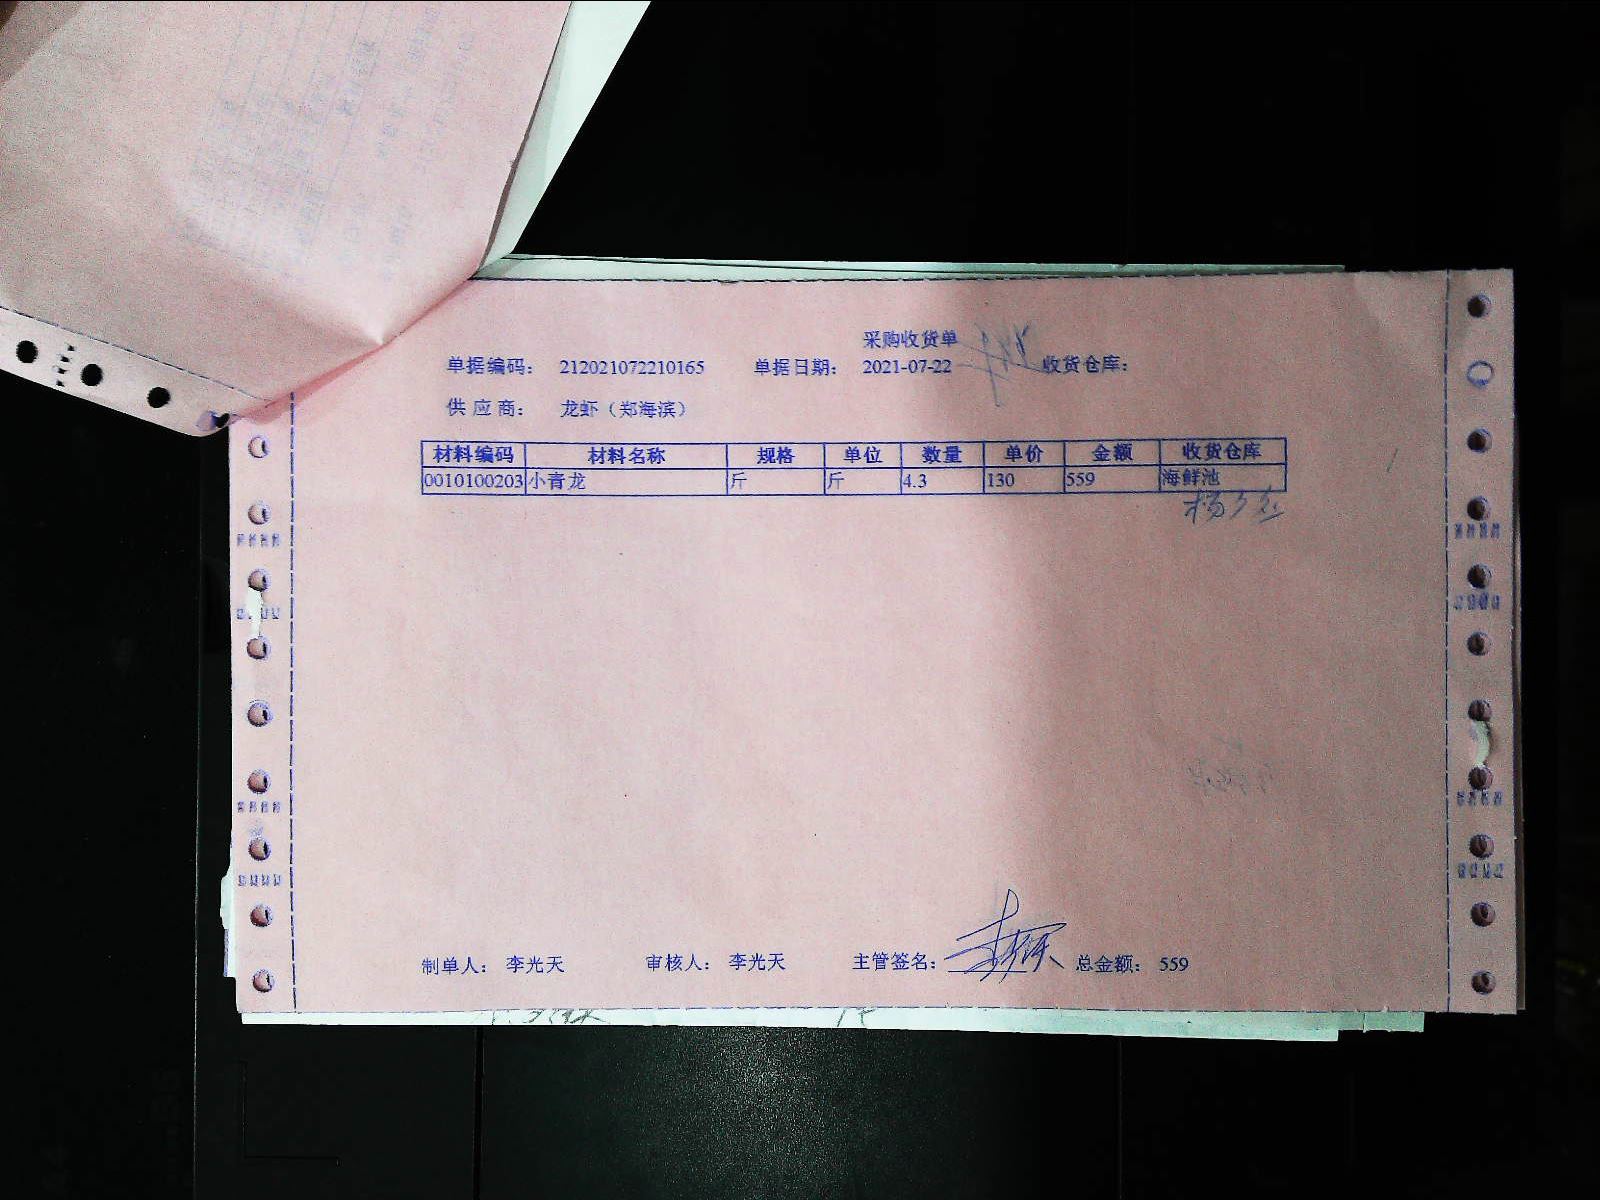 采购收货单
单据编码： 212021072210165 单据日期： 2021-07-22 收货仓库：
供 应 商： 龙虾（郑海滨）
材料编码 材料名称 规格 单位 数量 单价 金额 收货仓库
0010100203 小青龙 斤 斤 4.3 130 559 海鲜池
制单人： 李光天 审核人： 李光天 主管签名： 总金额： 559